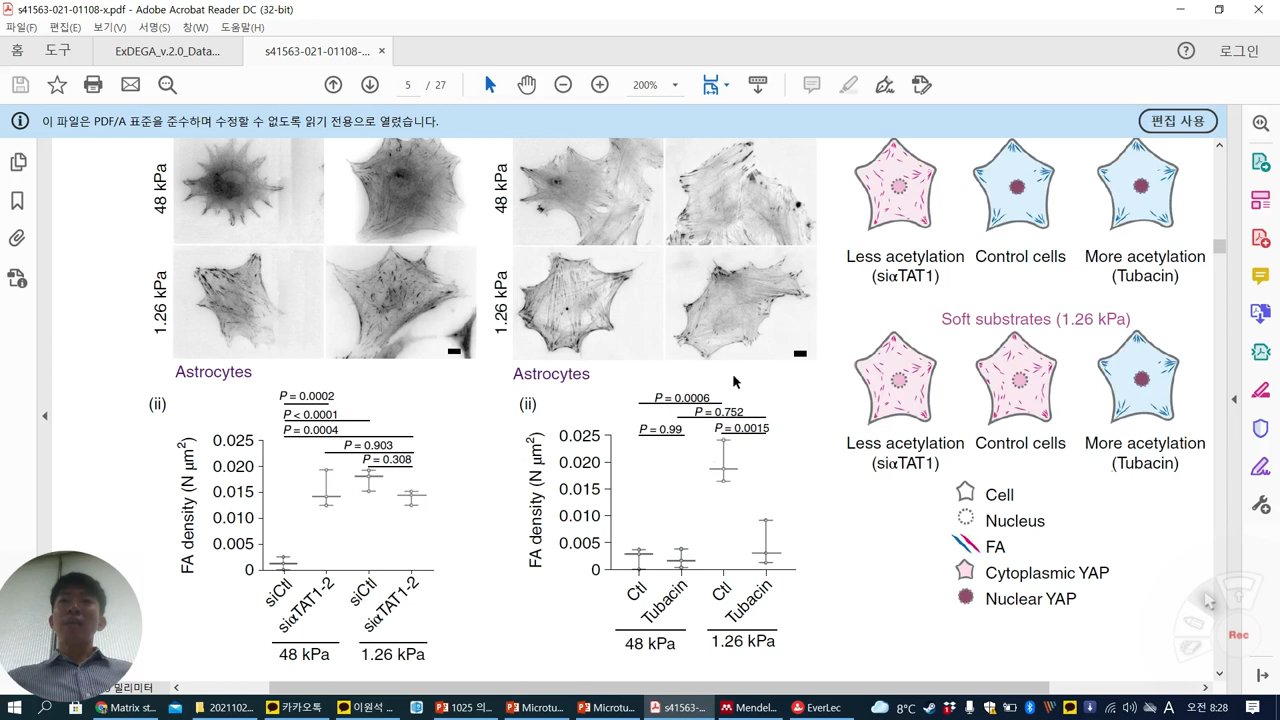 s41563-021-01108-x.pdf - Adobe Acrobat Reader DC (32-bit)
파일(F) 편집(E) 보기(V) 서명(S) 창(W) 도움말(H)
홈 도구 ExDEGA_v.2.0_Data... s41563-021-01108-... × 로그인
5 / 27 200%
이 파일은 PDF/A 표준을 준수하며 수정할 수 없도록 읽기 전용으로 열렸습니다. 편집 사용
48 kPa
48 kPa
Less acetylation
(siαTAT1)
Control cells
More acetylation
(Tubacin)
1.26 kPa
1.26 kPa
Soft substrates (1.26 kPa)
Astrocytes
Astrocytes
Less acetylation
(siαTAT1)
Control cells
More acetylation
(Tubacin)
(ii)
P = 0.0002
P < 0.0001
P = 0.0004
P = 0.903
P = 0.308
FA density (N μm²)
0.025
0.020
0.015
0.010
0.005
0
siCtl
siαTAT1-2
siCtl
siαTAT1-2
48 kPa
1.26 kPa
(ii)
P = 0.0006
P = 0.752
P = 0.99
P = 0.0015
FA density (N μm²)
0.025
0.020
0.015
0.010
0.005
0
Ctl
Tubacin
Ctl
Tubacin
48 kPa
1.26 kPa
Cell
Nucleus
FA
Cytoplasmic YAP
Nuclear YAP
Rec
밀리미터
Matrix st... 2021102... 카카오톡 이원석 ... 1025 의... Microtu... Microtu... s41563-... Mendel... EverLec 8°C A 오전 8:28